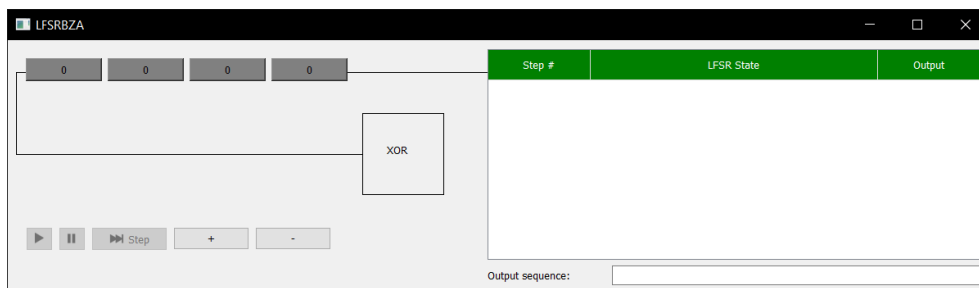 LFSRBZA
0 0 0 0
Step # LFSR State Output
XOR
Step + -
Output sequence: